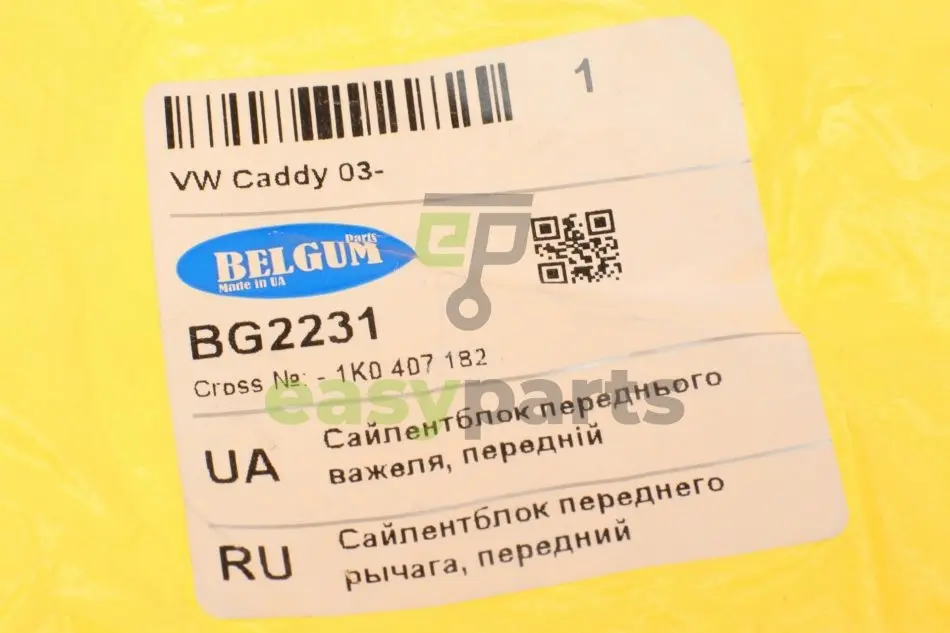 1
VW Caddy 03-
Parts
BELGUM
Made in UA
ep
BG2231
Cross №: - 1K0 407 182
easyparts
UA
Сайлентблок переднього
важеля, передній
RU
Сайлентблок переднего
рычага, передний